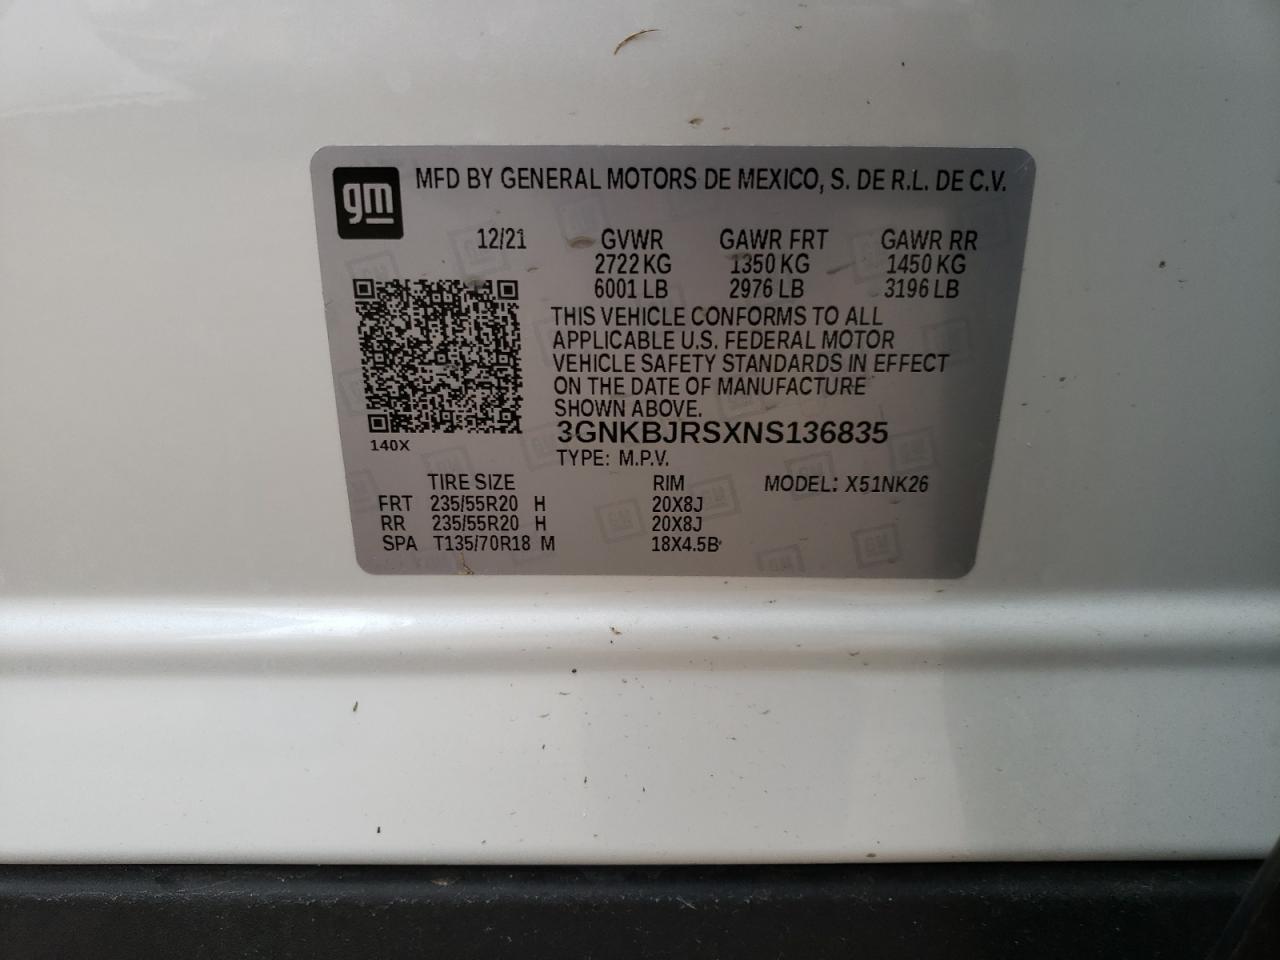 gm MFD BY GENERAL MOTORS DE MEXICO, S. DE R.L. DE C.V.
12/21 GVWR GAWR FRT GAWR RR
2722 KG 1350 KG 1450 KG
6001 LB 2976 LB 3196 LB
THIS VEHICLE CONFORMS TO ALL
APPLICABLE U.S. FEDERAL MOTOR
VEHICLE SAFETY STANDARDS IN EFFECT
ON THE DATE OF MANUFACTURE
SHOWN ABOVE.
3GNKBJRSXNS136835
140X
TYPE: M.P.V.
TIRE SIZE RIM MODEL: X51NK26
FRT 235/55R20 H 20X8J
RR 235/55R20 H 20X8J
SPA T135/70R18 M 18X4.5B